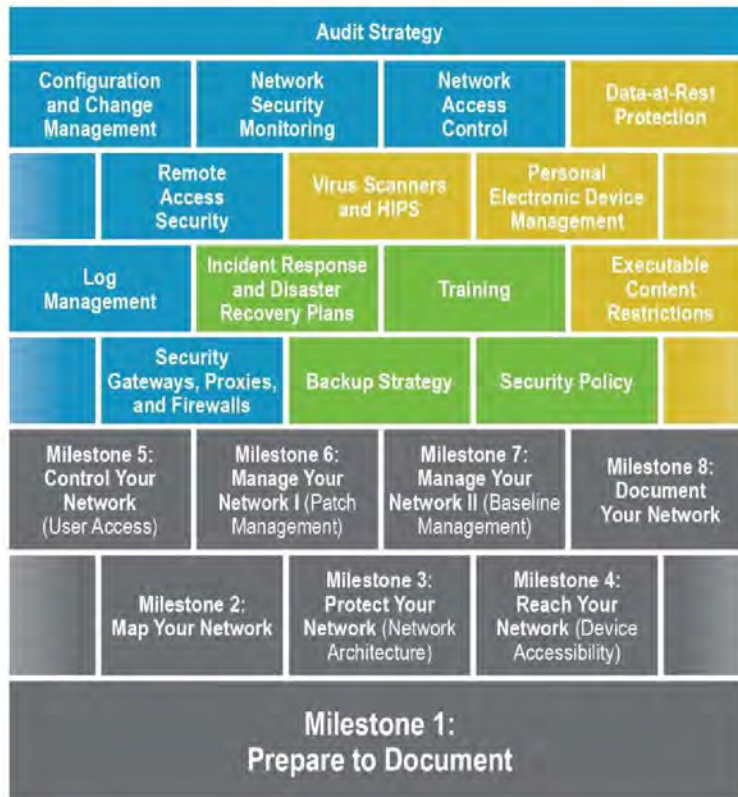 Audit Strategy
Configuration
and Change
Management
Network
Security
Monitoring
Network
Access
Control
Data-at-Rest
Protection
Remote
Access
Security
Virus Scanners
and HIPS
Personal
Electronic Device
Management
Log
Management
Incident Response
and Disaster
Recovery Plans
Training
Executable
Content
Restrictions
Security
Gateways, Proxies,
and Firewalls
Backup Strategy
Security Policy
Milestone 5:
Control Your
Network
(User Access)
Milestone 6:
Manage Your
Network I (Patch
Management)
Milestone 7:
Manage Your
Network II (Baseline
Management)
Milestone 8:
Document
Your Network
Milestone 2:
Map Your Network
Milestone 3:
Protect Your
Network (Network
Architecture)
Milestone 4:
Reach Your
Network (Device
Accessibility)
Milestone 1:
Prepare to Document